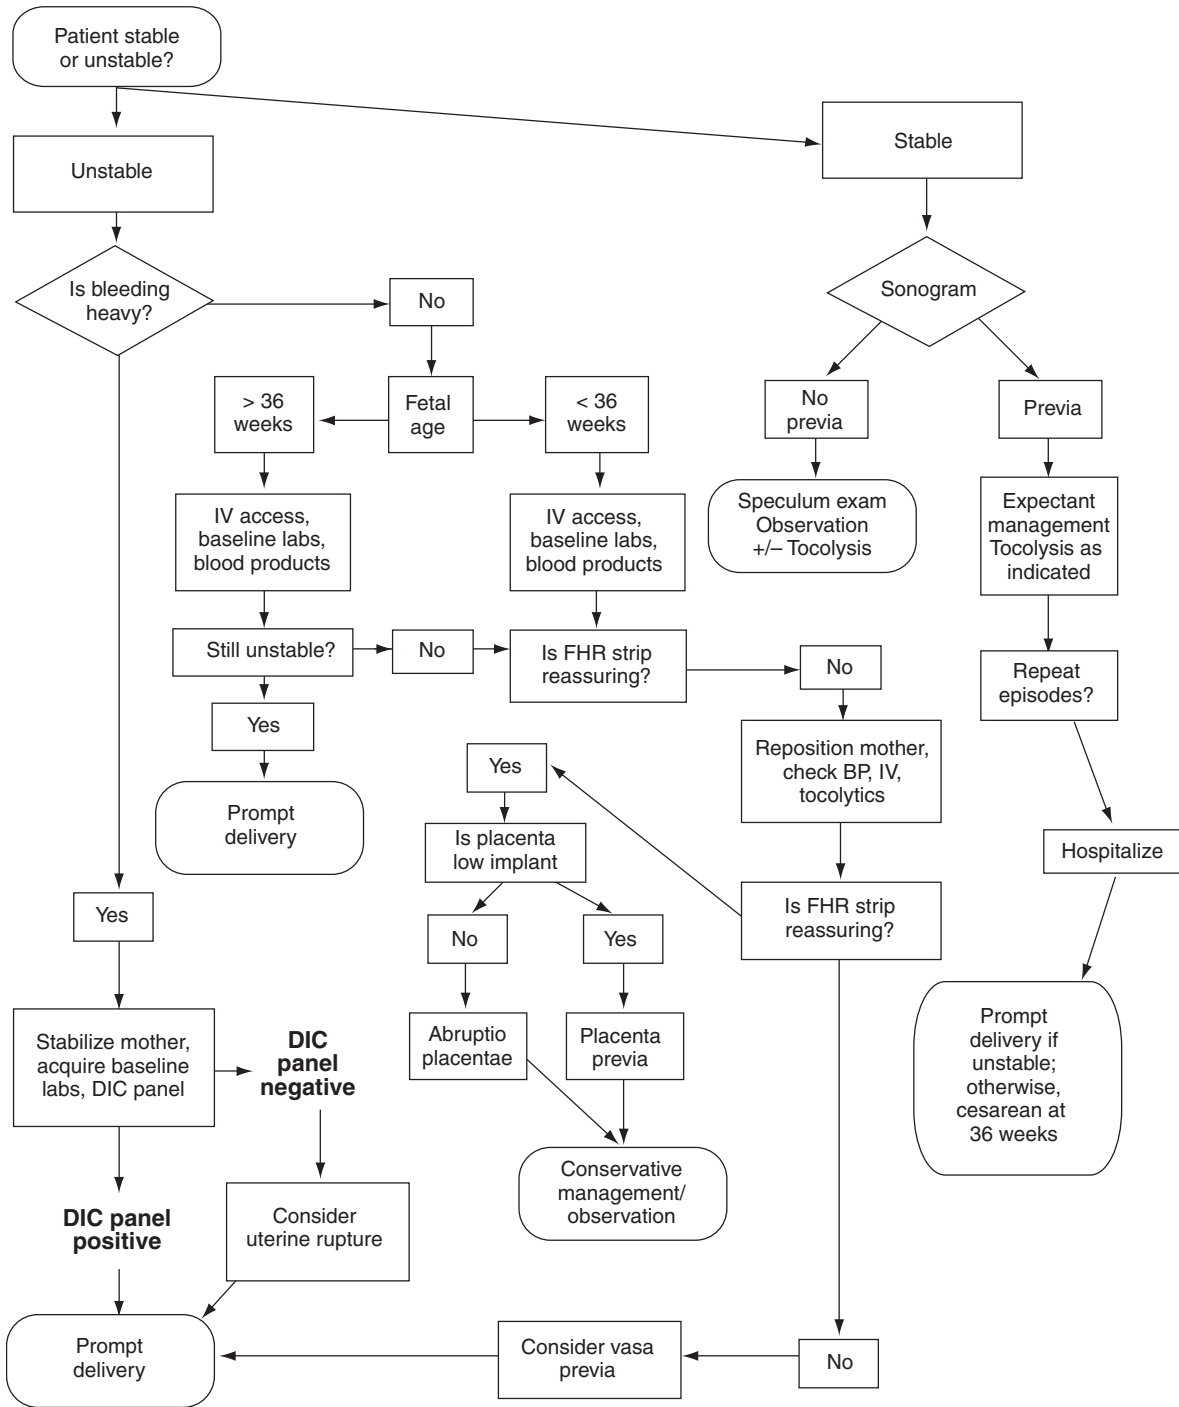 Patient stable
or unstable?
Unstable
Stable
Is bleeding
heavy?
No
Sonogram
> 36
weeks
Fetal
age
< 36
weeks
No
previa
Previa
IV access,
baseline labs,
blood products
IV access,
baseline labs,
blood products
Speculum exam
Observation
+/– Tocolysis
Expectant
management
Tocolysis as
indicated
Still unstable?
No
Is FHR strip
reassuring?
No
Repeat
episodes?
Yes
Prompt
delivery
Yes
Reposition mother,
check BP, IV,
tocolytics
Is placenta
low implant
Hospitalize
Yes
No
Yes
Is FHR strip
reassuring?
Stabilize mother,
acquire baseline
labs, DIC panel
DIC
panel
negative
Abruptio
placentae
Placenta
previa
Prompt
delivery if
unstable;
otherwise,
cesarean at
36 weeks
DIC panel
positive
Consider
uterine rupture
Conservative
management/
observation
Prompt
delivery
Consider vasa
previa
No